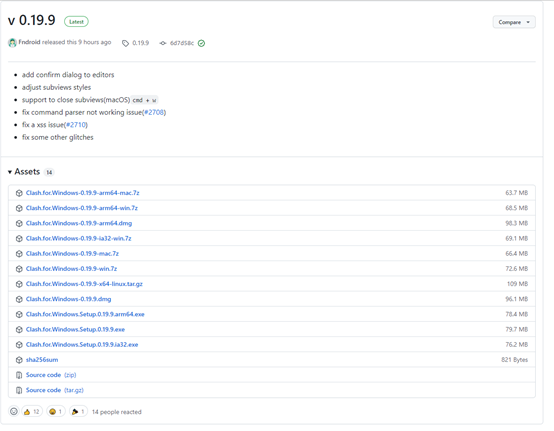 v 0.19.9 Latest Compare
Fndroid released this 9 hours ago 0.19.9 6d7d58c
add confirm dialog to editors
adjust subviews styles
support to close subviews(macOS) cmd + w
fix command parser not working issue(#2708)
fix a xss issue(#2710)
fix some other glitches
Assets 14
Clash.for.Windows-0.19.9-arm64-mac.7z 63.7 MB
Clash.for.Windows-0.19.9-arm64-win.7z 68.5 MB
Clash.for.Windows-0.19.9-arm64.dmg 98.3 MB
Clash.for.Windows-0.19.9-ia32-win.7z 69.1 MB
Clash.for.Windows-0.19.9-mac.7z 66.4 MB
Clash.for.Windows-0.19.9-win.7z 72.6 MB
Clash.for.Windows-0.19.9-x64-linux.tar.gz 109 MB
Clash.for.Windows-0.19.9.dmg 96.1 MB
Clash.for.Windows.Setup.0.19.9.arm64.exe 78.4 MB
Clash.for.Windows.Setup.0.19.9.exe 79.7 MB
Clash.for.Windows.Setup.0.19.9.ia32.exe 76.2 MB
sha256sum 821 Bytes
Source code (zip)
Source code (tar.gz)
12 1 1 14 people reacted